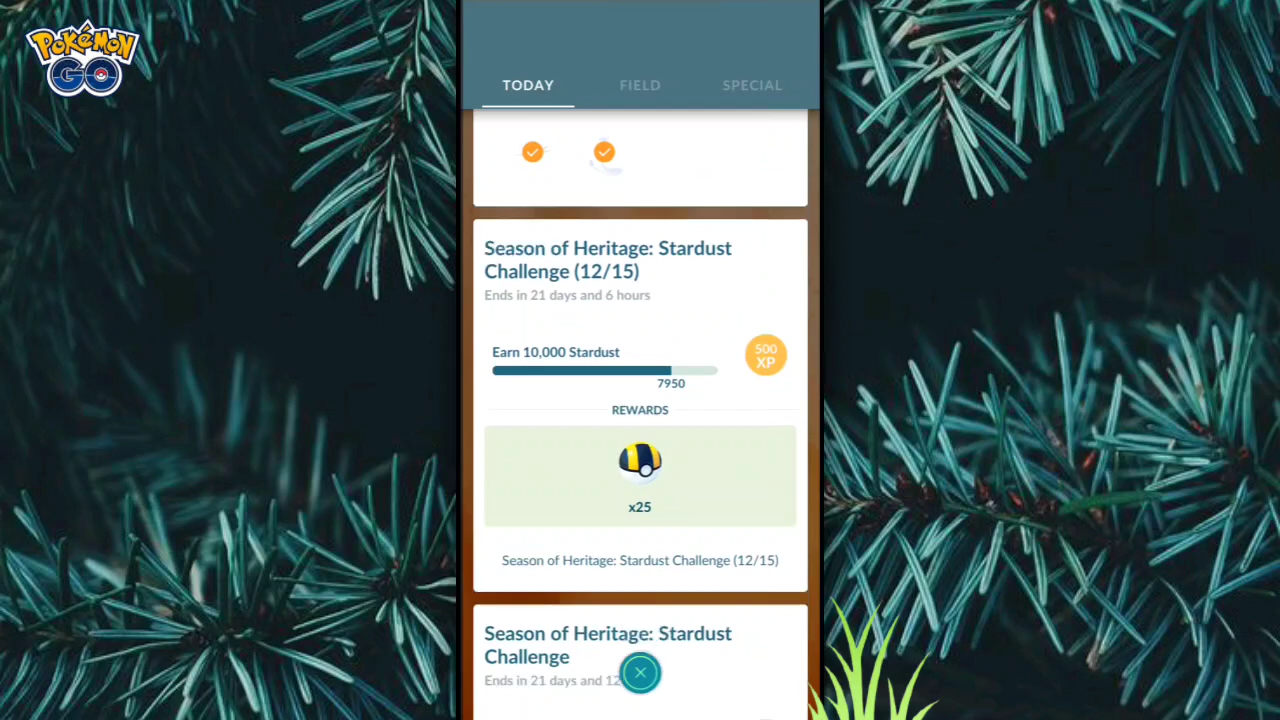 POKÉMON
GO
TODAY FIELD SPECIAL
Season of Heritage: Stardust
Challenge (12/15)
Ends in 21 days and 6 hours
Earn 10,000 Stardust
7950
500
XP
REWARDS
x25
Season of Heritage: Stardust Challenge (12/15)
Season of Heritage: Stardust
Challenge
Ends in 21 days and 12